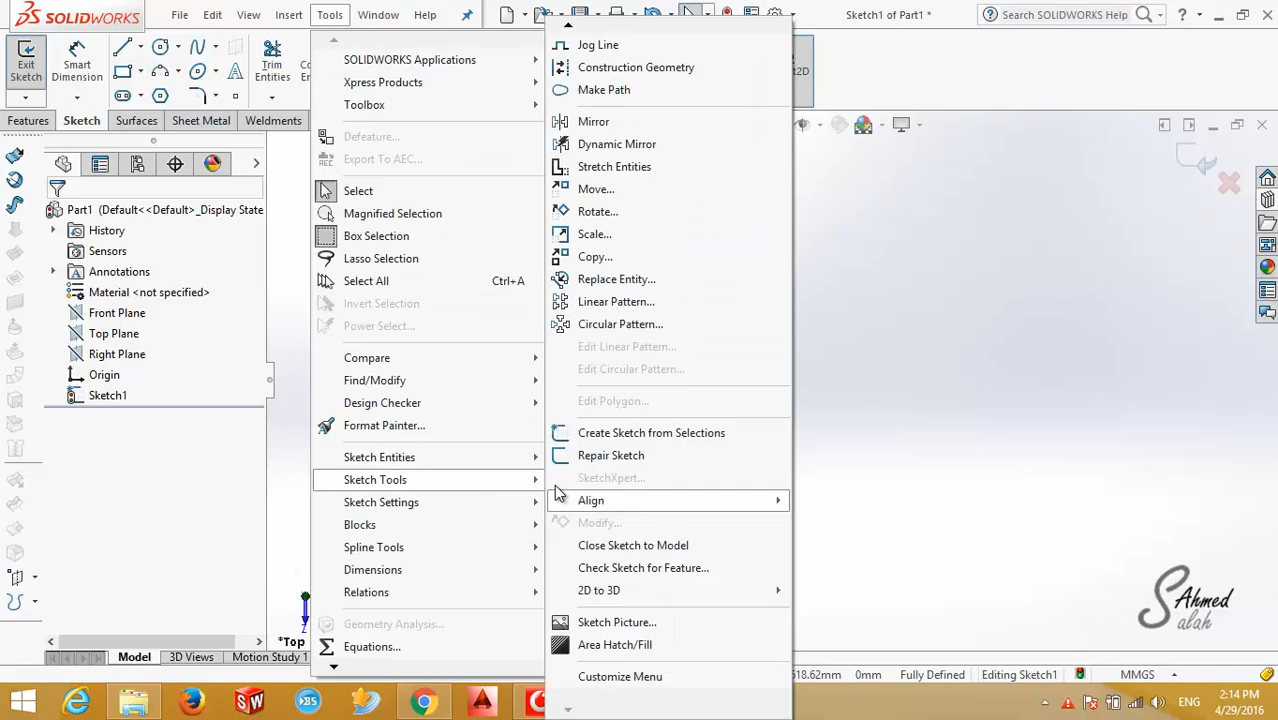 SOLIDWORKS
File
Edit
View
Insert
Tools
Window
Help
Sketch1 of Part1 *
Search SOLIDWORKS Help
?
Exit
Sketch
Smart
Dimension
Trim
Entities
Features
Sketch
Surfaces
Sheet Metal
Weldments
Part1 (Default<<Default>_Display State
History
Sensors
Annotations
Material <not specified>
Front Plane
Top Plane
Right Plane
Origin
Sketch1
SOLIDWORKS Applications
Xpress Products
Toolbox
Defeature...
Export To AEC...
Select
Magnified Selection
Box Selection
Lasso Selection
Select All Ctrl+A
Invert Selection
Power Select...
Compare
Find/Modify
Design Checker
Format Painter...
Sketch Entities
Sketch Tools
Sketch Settings
Blocks
Spline Tools
Dimensions
Relations
Geometry Analysis...
Equations...
Jog Line
Construction Geometry
Make Path
Mirror
Dynamic Mirror
Stretch Entities
Move...
Rotate...
Scale...
Copy...
Replace Entity...
Linear Pattern...
Circular Pattern...
Edit Linear Pattern...
Edit Circular Pattern...
Edit Polygon...
Create Sketch from Selections
Repair Sketch
SketchXpert...
Align
Modify...
Close Sketch to Model
Check Sketch for Feature...
2D to 3D
Sketch Picture...
Area Hatch/Fill
Customize Menu
*Top
Model
3D Views
Motion Study 1
0mm
Fully Defined
Editing Sketch1
MMGS
S Ahmed
alah
ENG
2:14 PM
4/29/2016